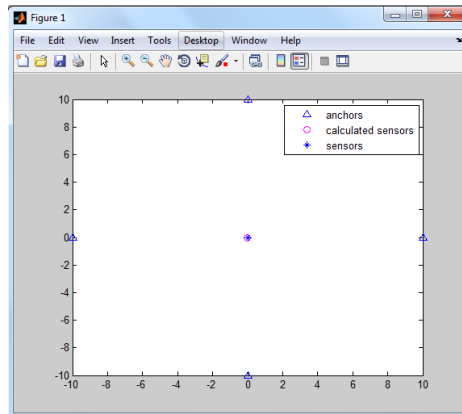 Figure 1
File Edit View Insert Tools Desktop Window Help
anchors
calculated sensors
sensors
10
8
6
4
2
0
-2
-4
-6
-8
-10
-10 -8 -6 -4 -2 0 2 4 6 8 10